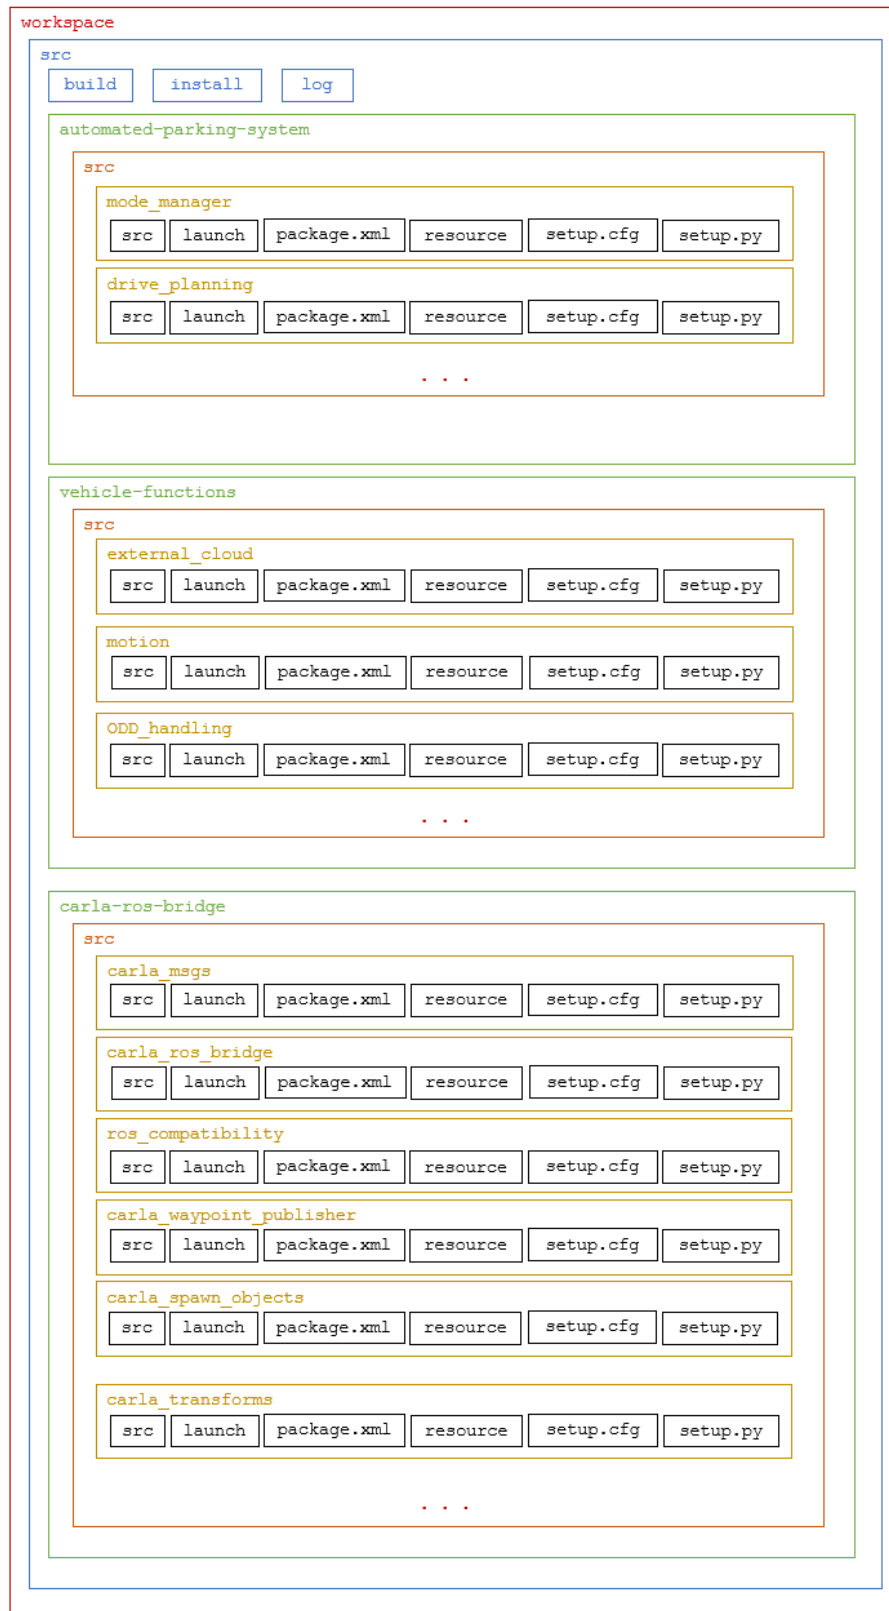 workspace
src
build install log
automated-parking-system
src
mode_manager
src launch package.xml resource setup.cfg setup.py
drive_planning
src launch package.xml resource setup.cfg setup.py
. . .
vehicle-functions
src
external_cloud
src launch package.xml resource setup.cfg setup.py
motion
src launch package.xml resource setup.cfg setup.py
ODD_handling
src launch package.xml resource setup.cfg setup.py
. . .
carla-ros-bridge
src
carla_msgs
src launch package.xml resource setup.cfg setup.py
carla_ros_bridge
src launch package.xml resource setup.cfg setup.py
ros_compatibility
src launch package.xml resource setup.cfg setup.py
carla_waypoint_publisher
src launch package.xml resource setup.cfg setup.py
carla_spawn_objects
src launch package.xml resource setup.cfg setup.py
carla_transforms
src launch package.xml resource setup.cfg setup.py
. . .